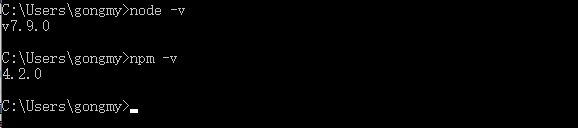 C:\Users\gongmy>node -v
v7.9.0
C:\Users\gongmy>npm -v
4.2.0
C:\Users\gongmy>